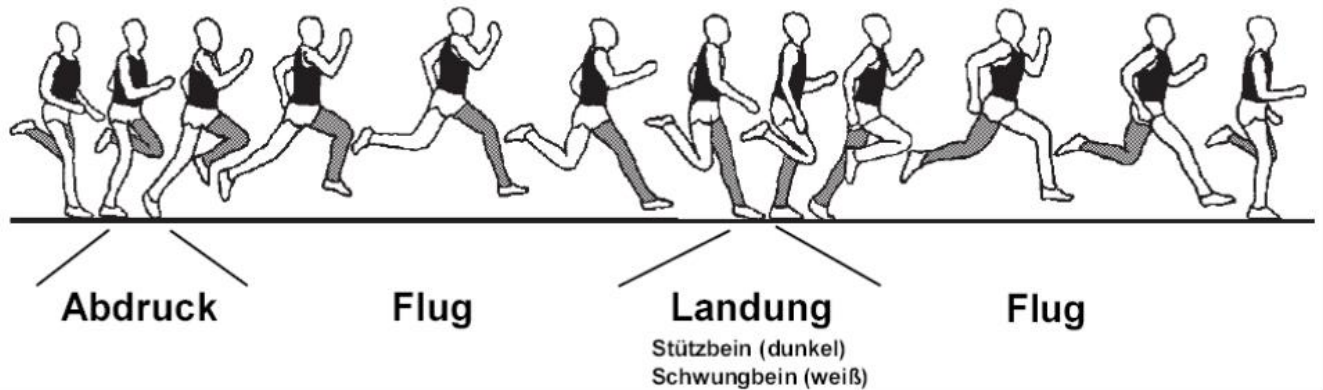 Abdruck Flug Landung Flug
Stützbein (dunkel)
Schwungbein (weiß)